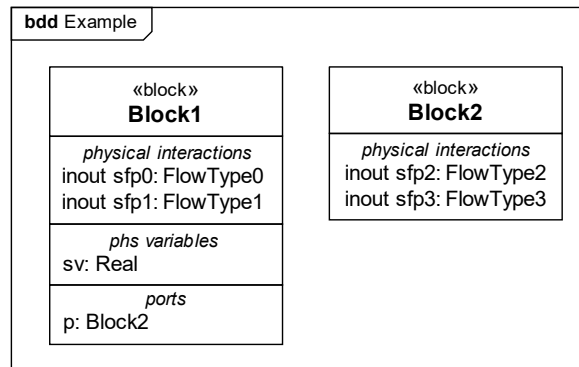 bdd Example
«block»
Block1
physical interactions
inout sfp0: FlowType0
inout sfp1: FlowType1
phs variables
sv: Real
ports
p: Block2
«block»
Block2
physical interactions
inout sfp2: FlowType2
inout sfp3: FlowType3